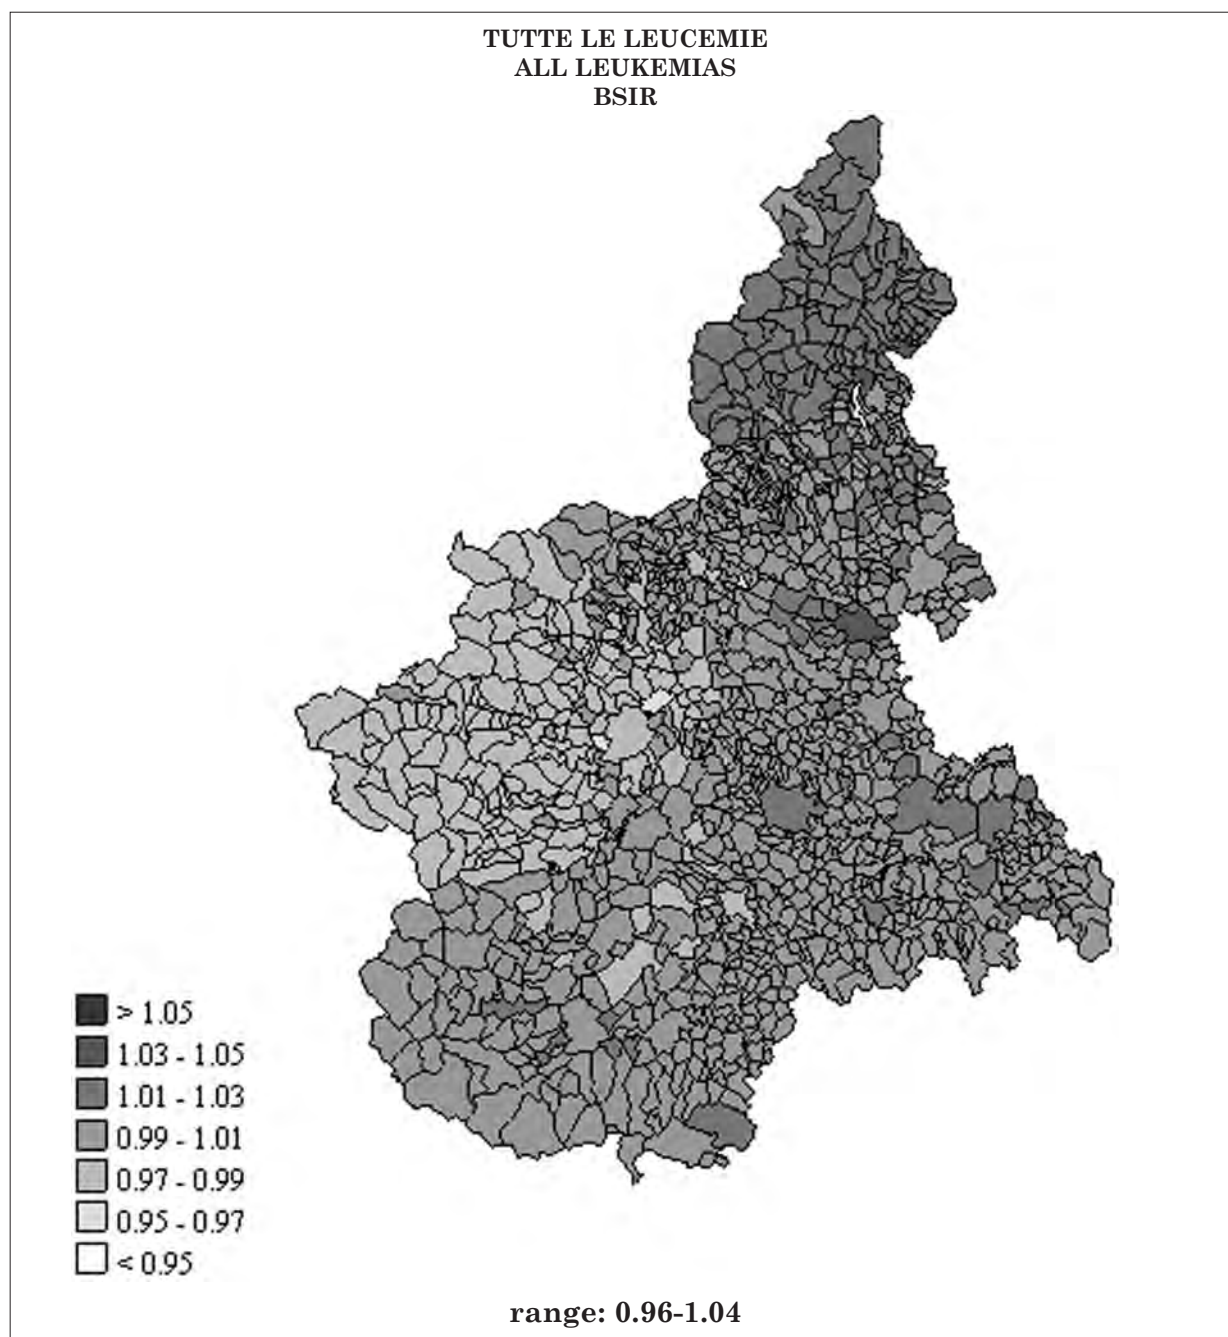 TUTTE LE LEUCEMIE
ALL LEUKEMIAS
BSIR
> 1.05
1.03 - 1.05
1.01 - 1.03
0.99 - 1.01
0.97 - 0.99
0.95 - 0.97
< 0.95
range: 0.96-1.04